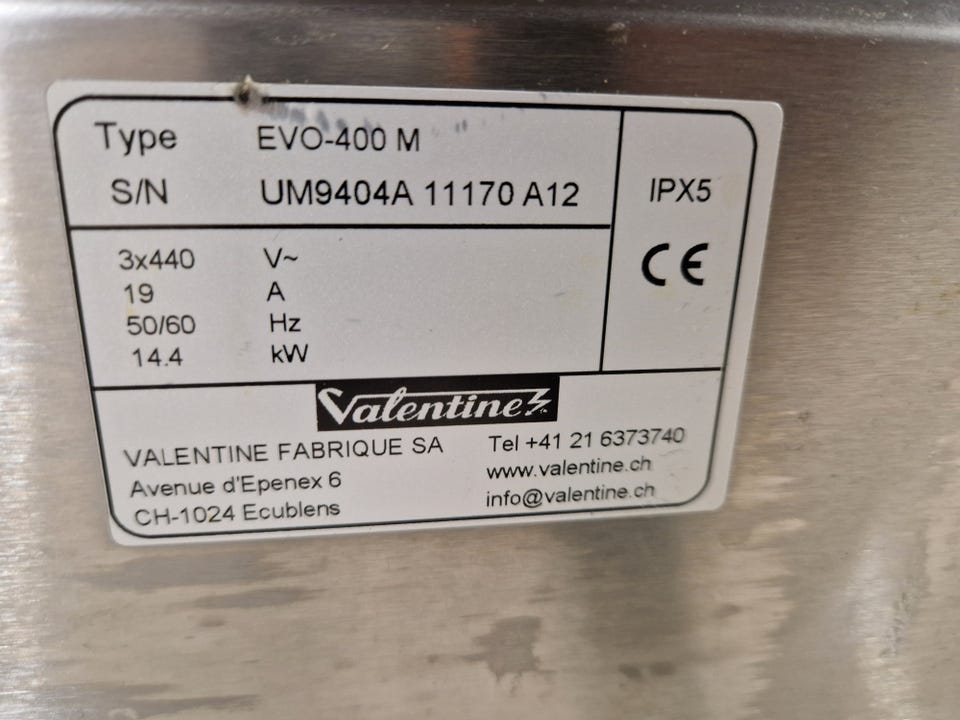 Type EVO-400 M
S/N UM9404A 11170 A12
IPX5
CE
3x440 V~
19 A
50/60 Hz
14.4 kW
Valentine
VALENTINE FABRIQUE SA
Avenue d'Epenex 6
CH-1024 Ecublens
Tel +41 21 6373740
www.valentine.ch
info@valentine.ch